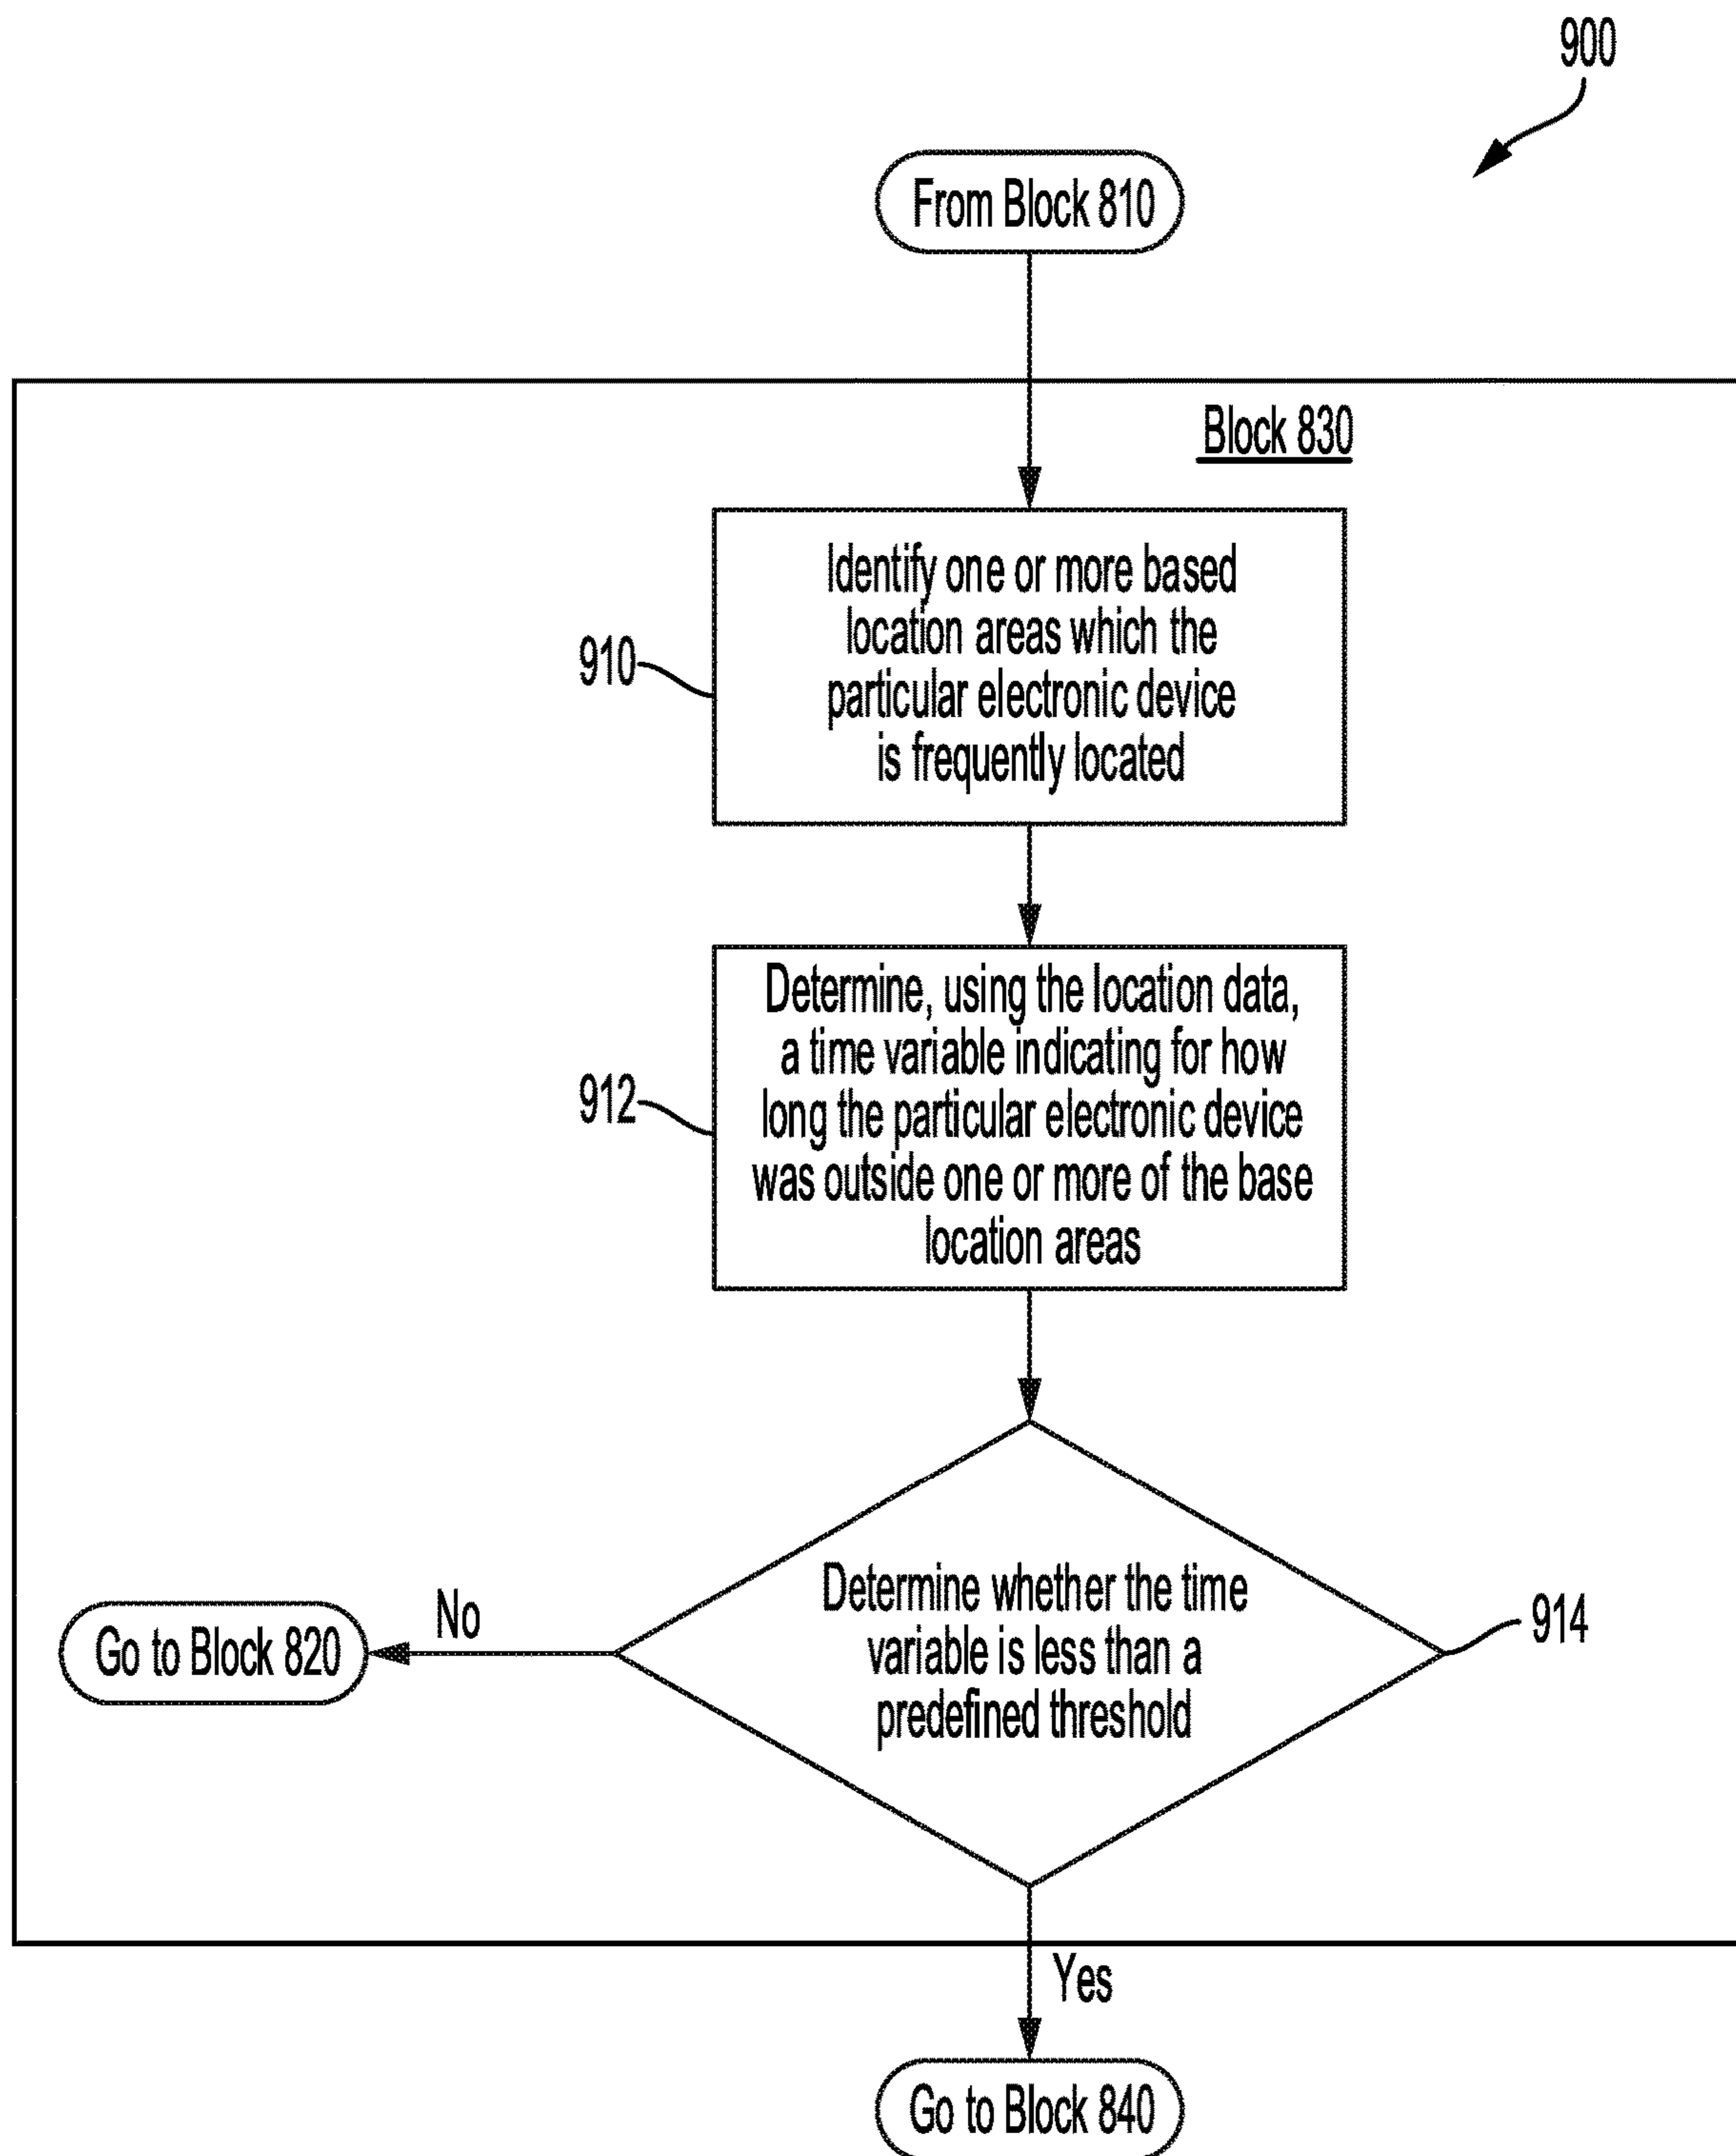 900
From Block 810
Block 830
Identify one or more based
location areas which the
particular electronic device
is frequently located
910
Determine, using the location data,
a time variable indicating for how
long the particular electronic device
was outside one or more of the base
location areas
912
Determine whether the time
variable is less than a
predefined threshold
914
No
Go to Block 820
Yes
Go to Block 840